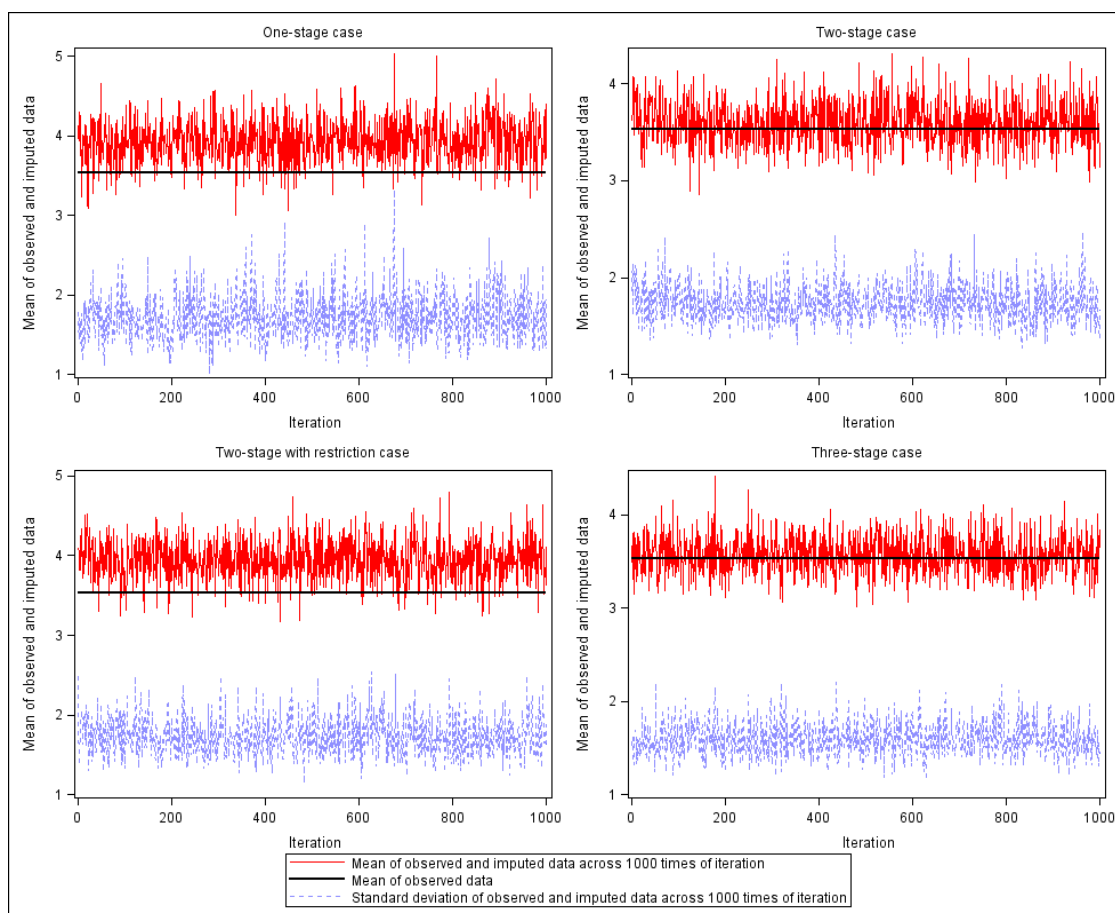 One-stage case
Mean of observed and imputed data
5
4
3
2
1
0
200
400
600
800
1000
Iteration
Two-stage case
Mean of observed and imputed data
4
3
2
1
0
200
400
600
800
1000
Iteration
Two-stage with restriction case
Mean of observed and imputed data
5
4
3
2
1
0
200
400
600
800
1000
Iteration
Three-stage case
Mean of observed and imputed data
4
3
2
1
0
200
400
600
800
1000
Iteration
Mean of observed and imputed data across 1000 times of iteration
Mean of observed data
Standard deviation of observed and imputed data across 1000 times of iteration